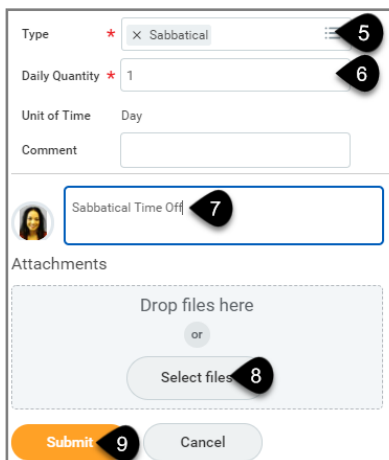 Type * × Sabbatical 5
Daily Quantity * 1 6
Unit of Time Day
Comment
Sabbatical Time Off 7
Attachments
Drop files here
or
Select files 8
Submit 9 Cancel